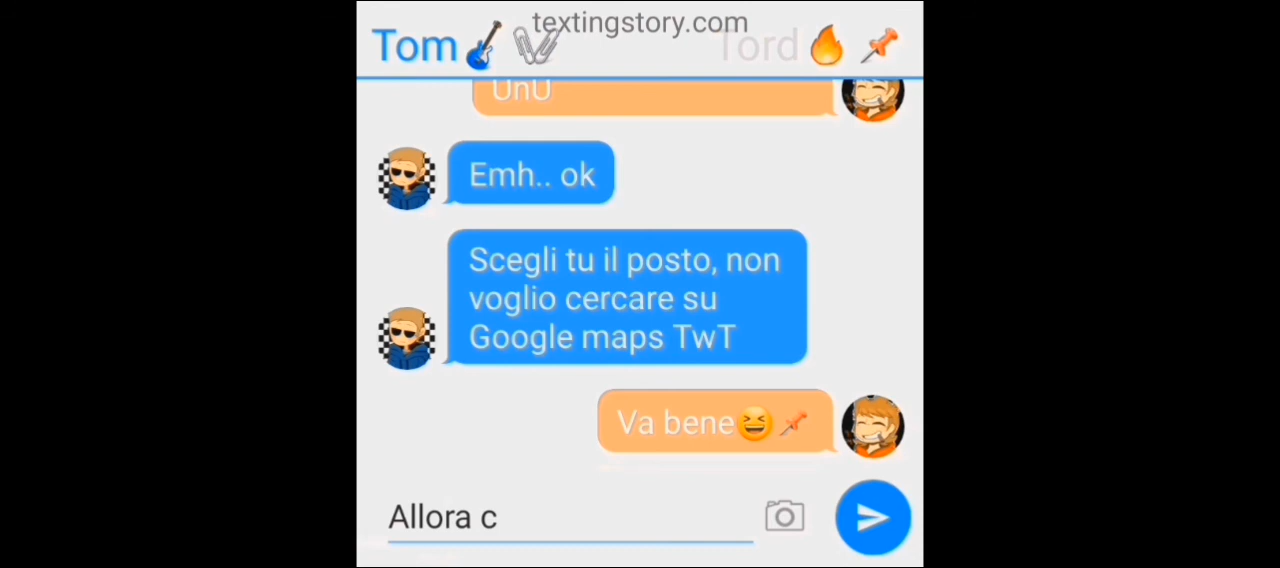 textingstory.com
Tom🎸🖇️ Tord🔥📌
UnU
Emh.. ok
Scegli tu il posto, non
voglio cercare su
Google maps TwT
Va bene😆📌
Allora c